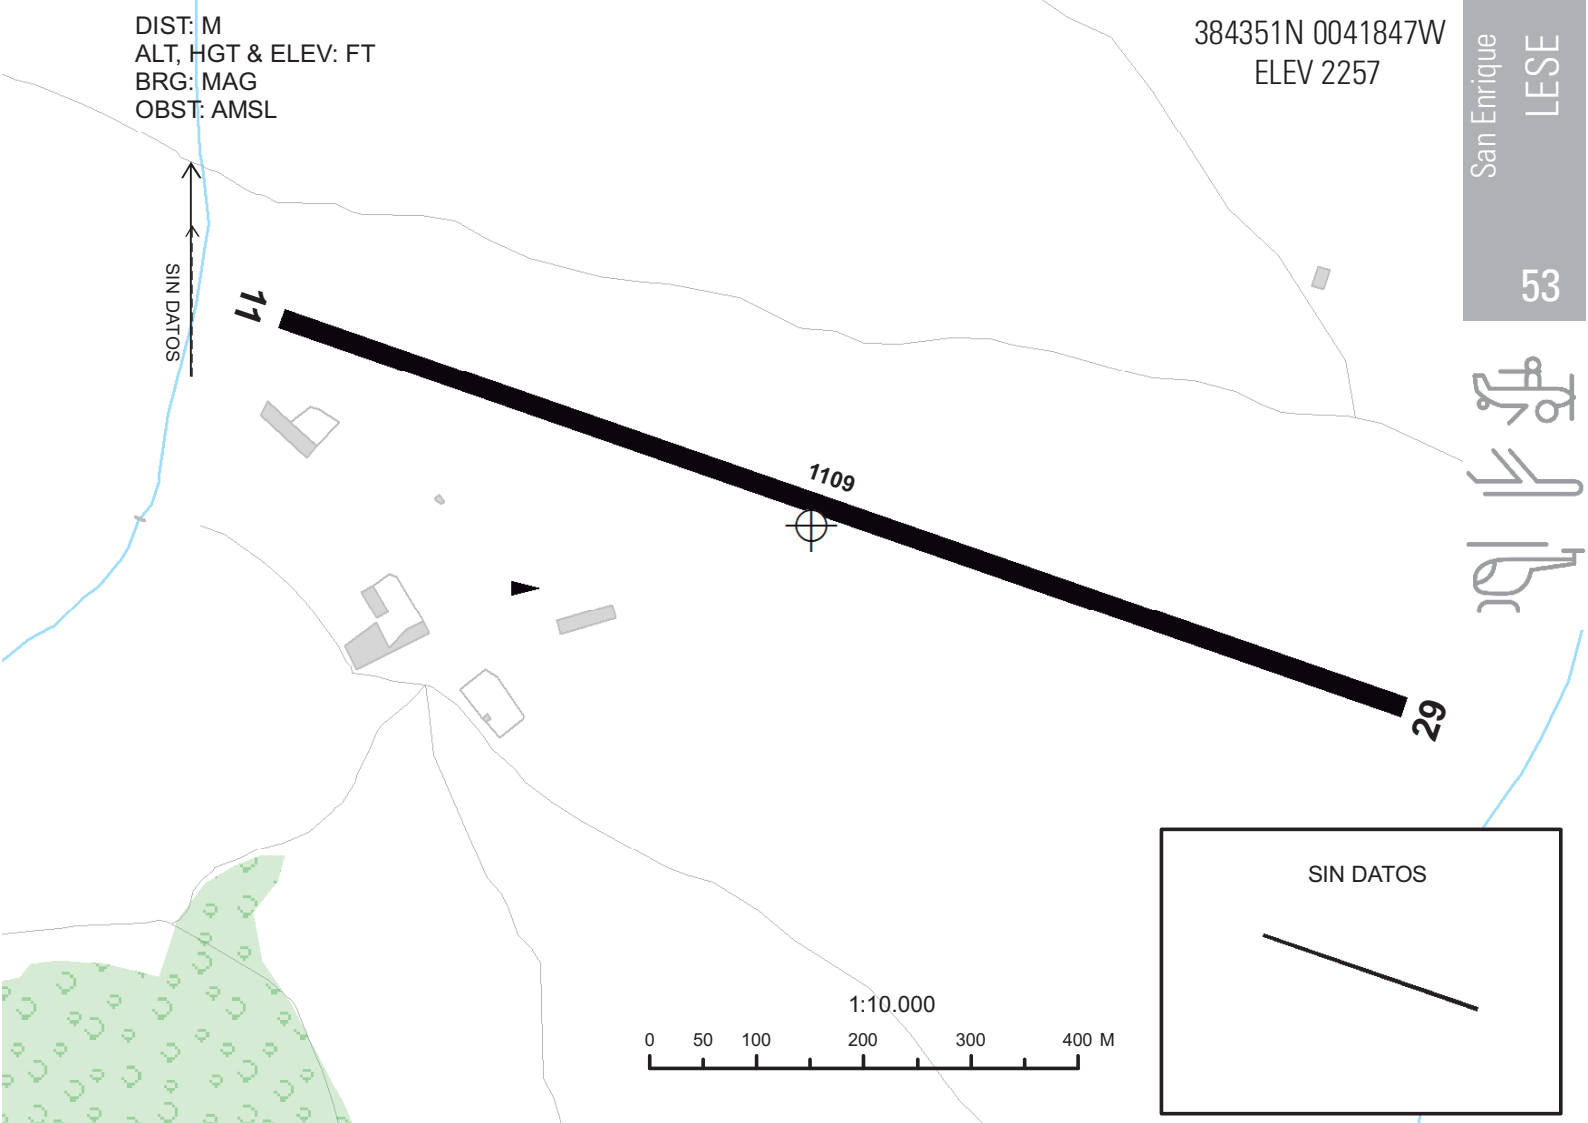 DIST: M
ALT, HGT & ELEV: FT
BRG: MAG
OBST: AMSL
384351N 0041847W
ELEV 2257
San Enrique
LESE
53
SIN DATOS
11
1109
29
SIN DATOS
1:10.000
0 50 100 200 300 400 M